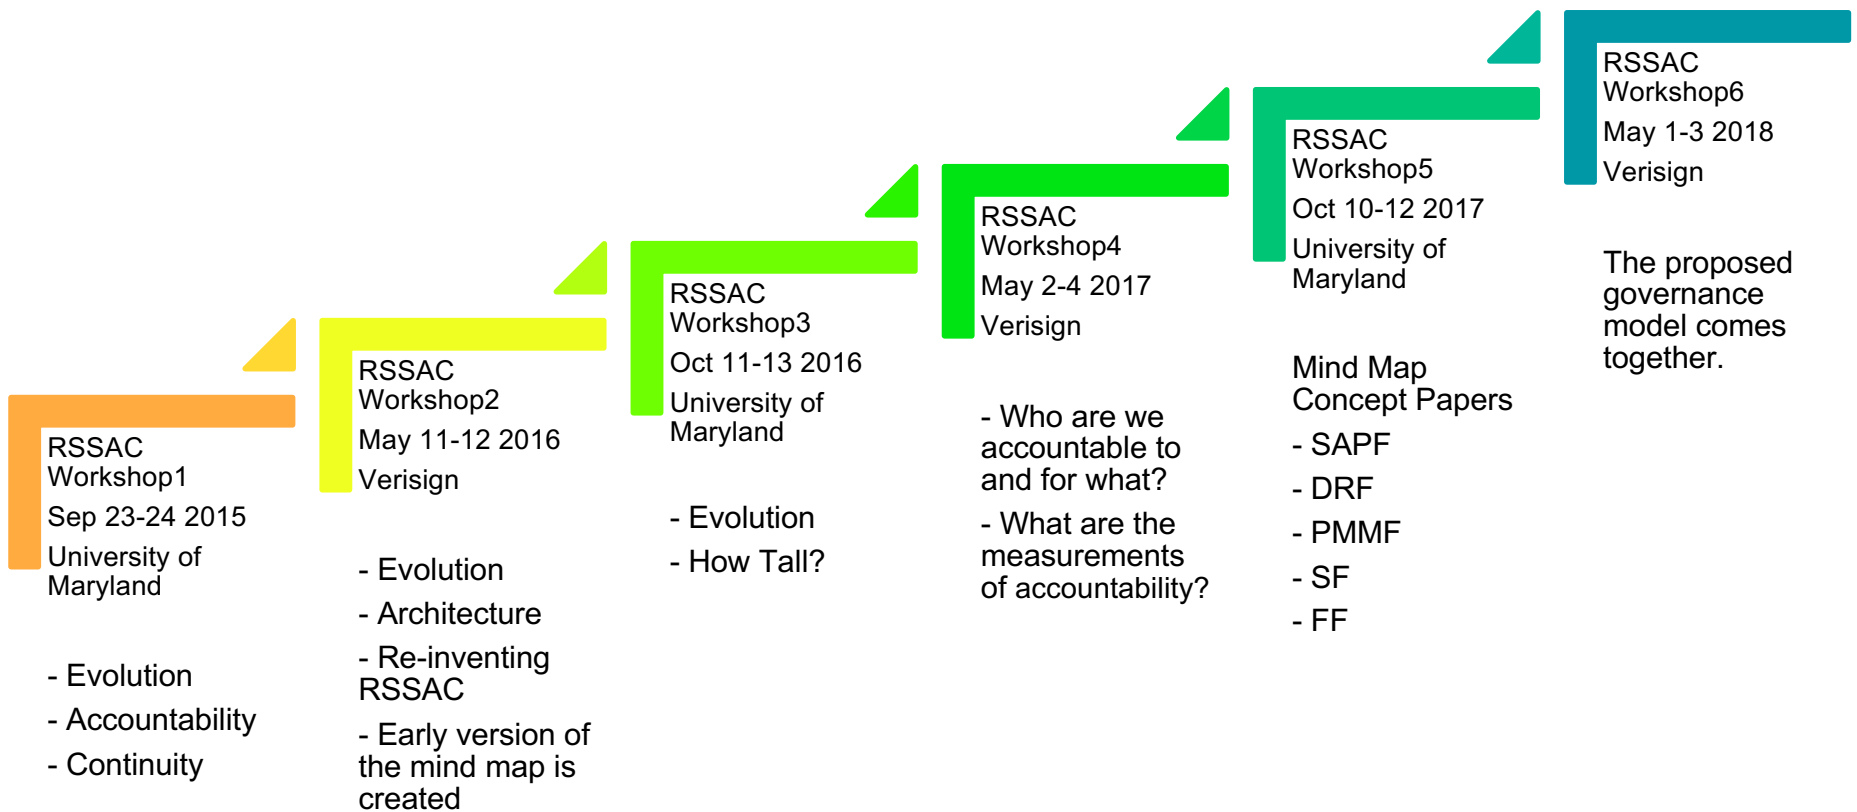 RSSAC
Workshop1
Sep 23-24 2015
University of
Maryland
- Evolution
- Accountability
- Continuity
RSSAC
Workshop2
May 11-12 2016
Verisign
- Evolution
- Architecture
- Re-inventing
RSSAC
- Early version of
the mind map is
created
RSSAC
Workshop3
Oct 11-13 2016
University of
Maryland
- Evolution
- How Tall?
RSSAC
Workshop4
May 2-4 2017
Verisign
- Who are we
accountable to
and for what?
- What are the
measurements
of accountability?
RSSAC
Workshop5
Oct 10-12 2017
University of
Maryland
Mind Map
Concept Papers
- SAPF
- DRF
- PMMF
- SF
- FF
RSSAC
Workshop6
May 1-3 2018
Verisign
The proposed
governance
model comes
together.